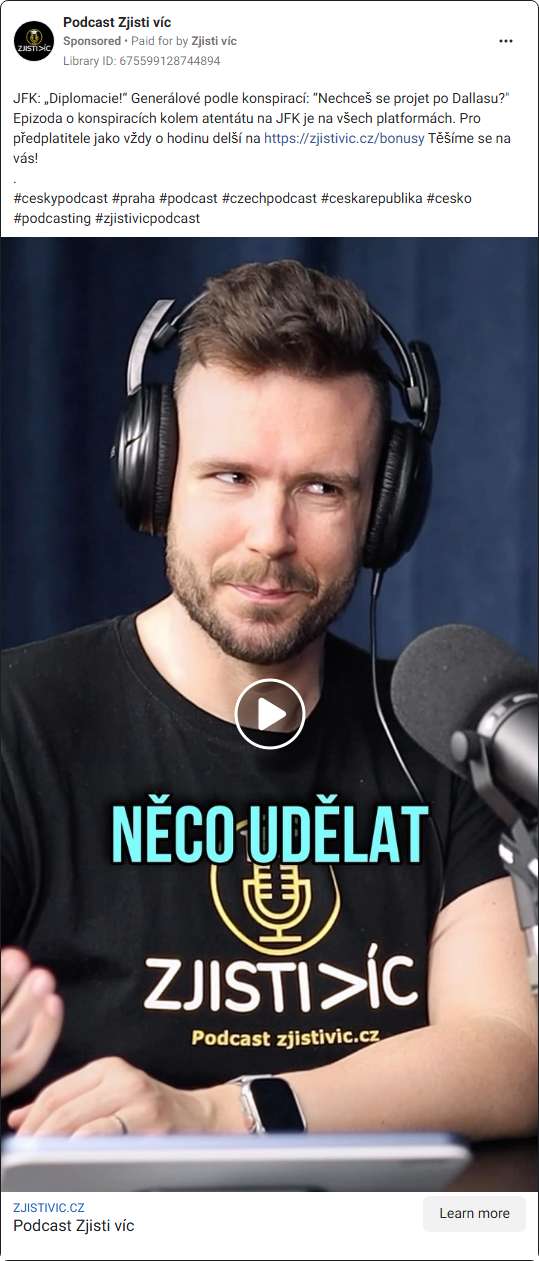 Podcast Zjisti víc
Sponsored • Paid for by Zjisti víc
Library ID: 675599128744894
JFK: „Diplomacie!“ Generálové podle konspirací: “Nechceš se projet po Dallasu?"
Epizoda o konspiracích kolem atentátu na JFK je na všech platformách. Pro
předplatitele jako vždy o hodinu delší na https://zjistivic.cz/bonusy Těšíme se na
vás!
.
#ceskypodcast #praha #podcast #czechpodcast #ceskarepublika #cesko
#podcasting #zjistivicpodcast
NĚCO UDĚLAT
ZJISTI>ÍC
Podcast zjistivic.cz
ZJISTIVIC.CZ
Podcast Zjisti víc
Learn more